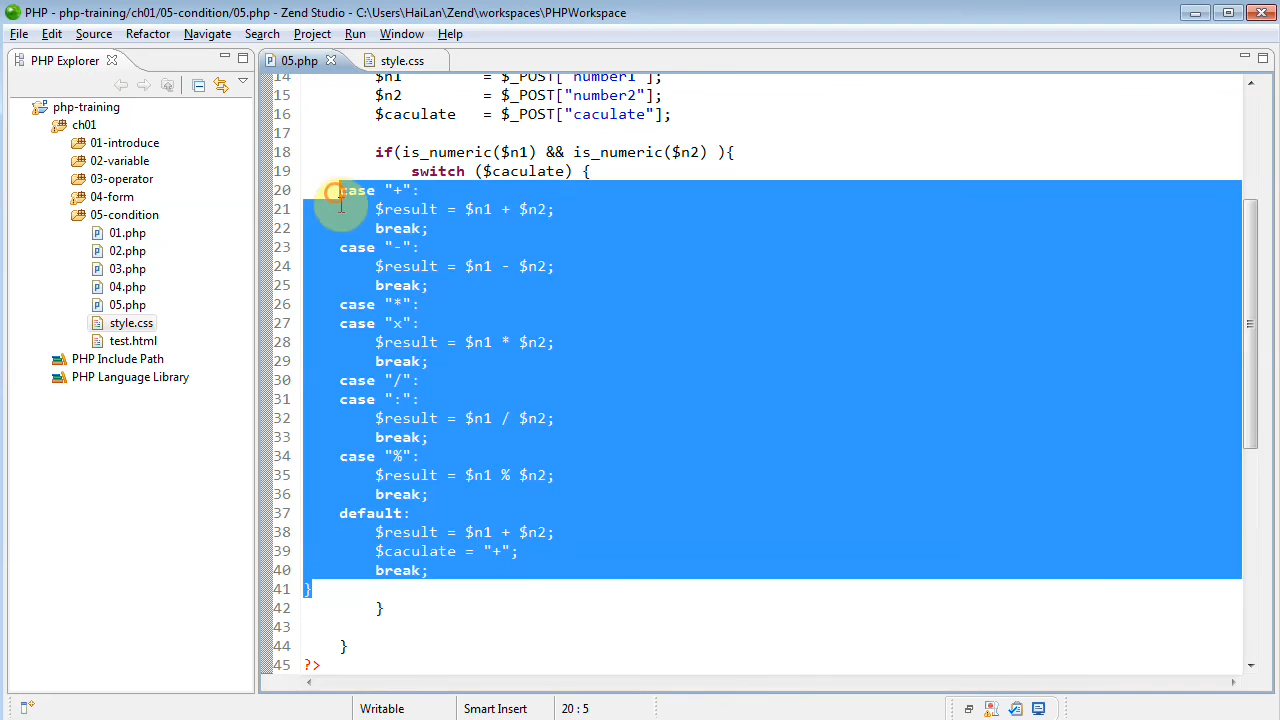 PHP - php-training/ch01/05-condition/05.php - Zend Studio - C:\Users\HaiLan\Zend\workspaces\PHPWorkspace
File Edit Source Refactor Navigate Search Project Run Window Help
PHP Explorer
05.php
style.css
php-training
ch01
01-introduce
02-variable
03-operator
04-form
05-condition
01.php
02.php
03.php
04.php
05.php
style.css
test.html
PHP Include Path
PHP Language Library
14 $n1 = $_POST["number1"];
15 $n2 = $_POST["number2"];
16 $caculate = $_POST["caculate"];
17
18 if(is_numeric($n1) && is_numeric($n2) ){
19 switch ($caculate) {
20 case "+":
21 $result = $n1 + $n2;
22 break;
23 case "-":
24 $result = $n1 - $n2;
25 break;
26 case "*":
27 case "x":
28 $result = $n1 * $n2;
29 break;
30 case "/":
31 case ":":
32 $result = $n1 / $n2;
33 break;
34 case "%":
35 $result = $n1 % $n2;
36 break;
37 default:
38 $result = $n1 + $n2;
39 $caculate = "+";
40 break;
41 }
42 }
43
44 }
45 ?>
Writable Smart Insert 20 : 5